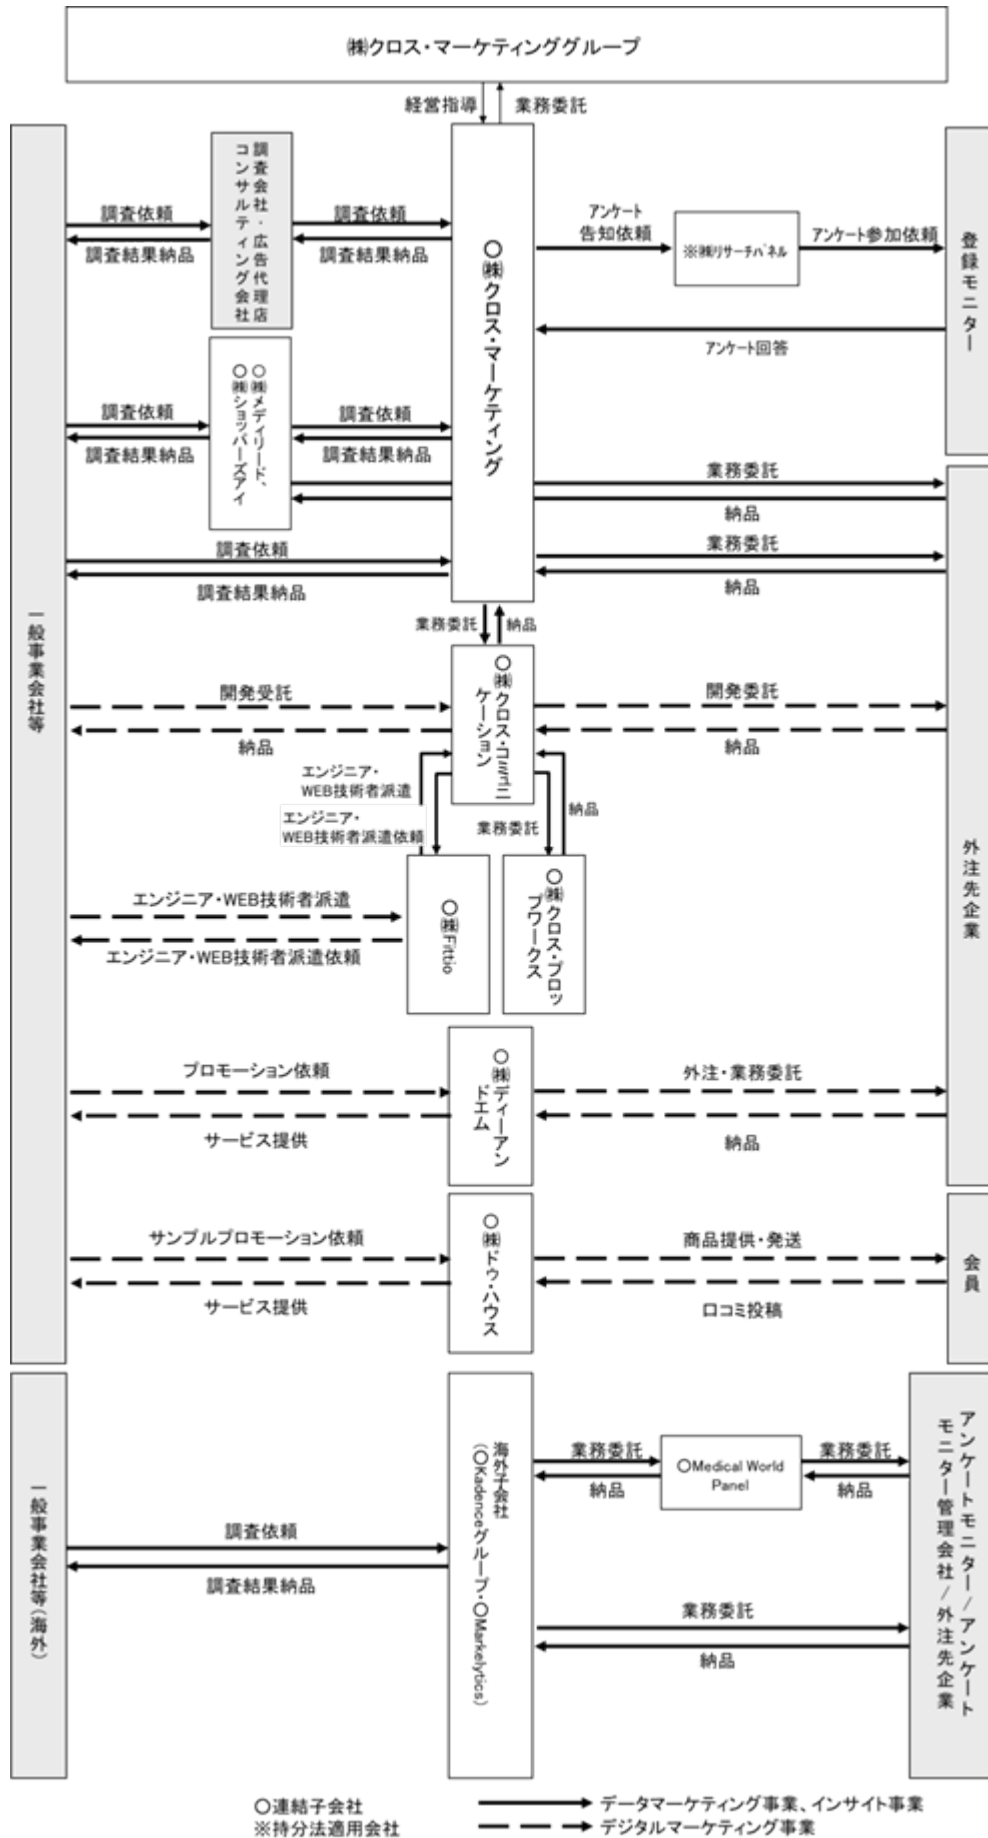 ㈱クロス・マーケティンググループ
経営指導
業務委託
調査会社・広告代理店
コンサルティング会社
調査依頼
調査結果納品
調査依頼
調査結果納品
○㈱クロス・マーケティング
アンケート
告知依頼
※㈱リサーチパネル
アンケート参加依頼
アンケート回答
登録モニター
○㈱メディリード、
○㈱ショッパーズアイ
調査依頼
調査結果納品
調査依頼
調査結果納品
業務委託
納品
調査依頼
調査結果納品
業務委託
納品
一般事業会社等
業務委託
納品
○㈱クロス・コミュニ
ケーション
開発受託
納品
開発委託
納品
エンジニア・
WEB技術者派遣
エンジニア・
WEB技術者派遣依頼
業務委託
納品
外注先企業
エンジニア・WEB技術者派遣
エンジニア・WEB技術者派遣依頼
○㈱Fittio
○㈱クロス・プロッ
プワークス
プロモーション依頼
サービス提供
○㈱ディーアン
ドエム
外注・業務委託
納品
サンプルプロモーション依頼
サービス提供
○㈱ドゥ・ハウス
商品提供・発送
口コミ投稿
会員
一般事業会社等(海外)
調査依頼
調査結果納品
海外子会社
(○Kadenceグループ・○Markelytics)
業務委託
納品
○Medical World
Panel
業務委託
納品
業務委託
納品
アンケートモニター/アンケート
モニター管理会社/外注先企業
○連結子会社
データマーケティング事業、インサイト事業
※持分法適用会社
デジタルマーケティング事業